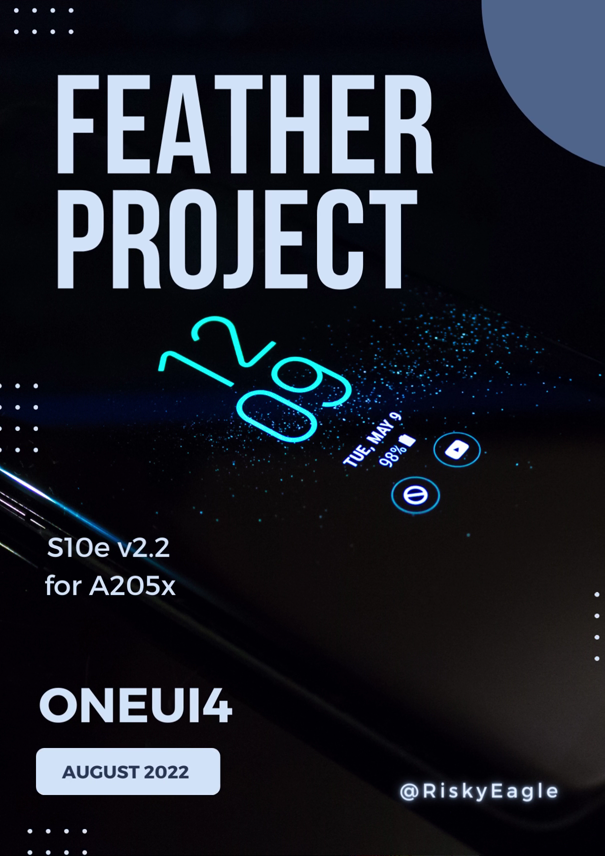 FEATHER
PROJECT
12
09
TUE, MAY 9
98%
S10e v2.2
for A205x
ONEUI4
AUGUST 2022
@RiskyEagle